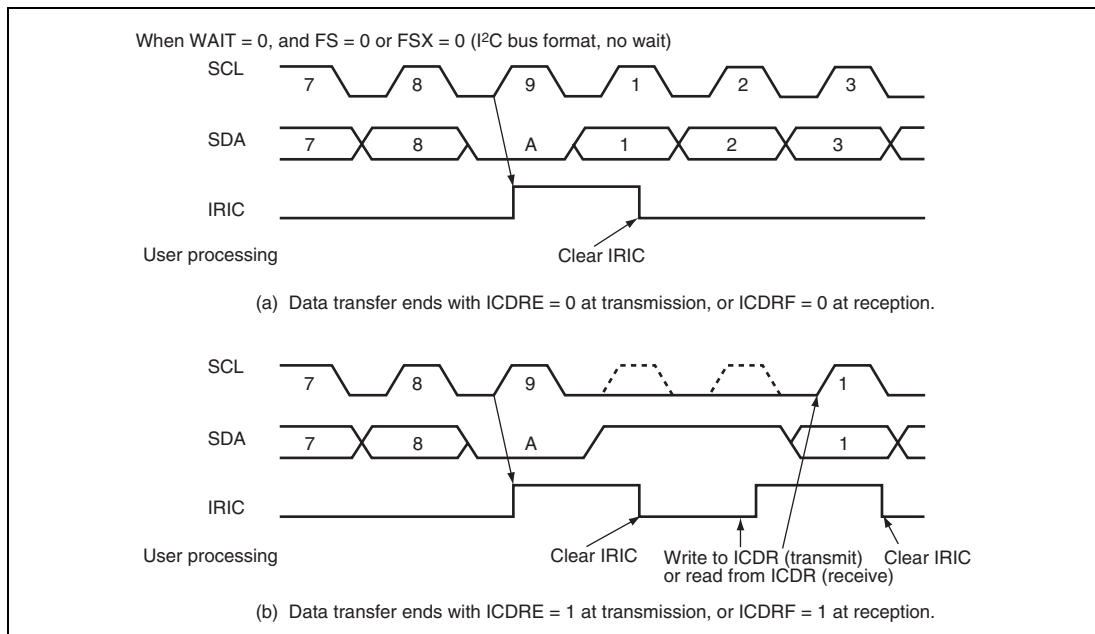 When WAIT = 0, and FS = 0 or FSX = 0 (I²C bus format, no wait)
SCL 7 8 9 1 2 3
SDA 7 8 A 1 2 3
IRIC
User processing Clear IRIC
(a) Data transfer ends with ICDRE = 0 at transmission, or ICDRF = 0 at reception.
SCL 7 8 9 1
SDA 7 8 A 1
IRIC
User processing Clear IRIC Write to ICDR (transmit) Clear IRIC
or read from ICDR (receive)
(b) Data transfer ends with ICDRE = 1 at transmission, or ICDRF = 1 at reception.